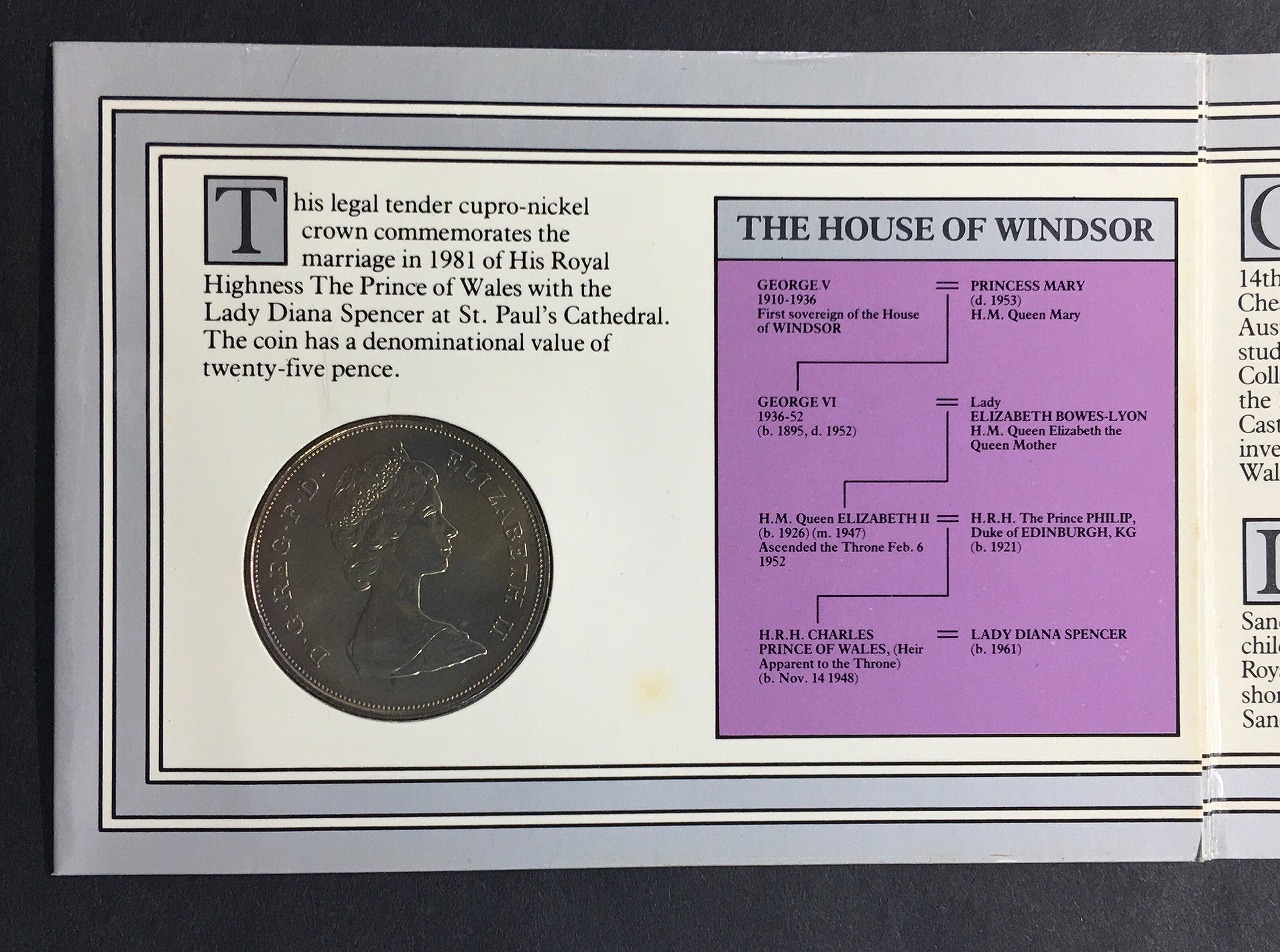 This legal tender cupro-nickel
crown commemorates the
marriage in 1981 of His Royal
Highness The Prince of Wales with the
Lady Diana Spencer at St. Paul's Cathedral.
The coin has a denominational value of
twenty-five pence.
D·G·REG·F·D·
ELIZABETH II
THE HOUSE OF WINDSOR
GEORGE V
1910-1936
First sovereign of the House
of WINDSOR
=
PRINCESS MARY
(d. 1953)
H.M. Queen Mary
GEORGE VI
1936-52
(b. 1895, d. 1952)
=
Lady
ELIZABETH BOWES-LYON
H.M. Queen Elizabeth the
Queen Mother
H.M. Queen ELIZABETH II
(b. 1926) (m. 1947)
Ascended the Throne Feb. 6
1952
=
H.R.H. The Prince PHILIP,
Duke of EDINBURGH, KG
(b. 1921)
H.R.H. CHARLES
PRINCE OF WALES, (Heir
Apparent to the Throne)
(b. Nov. 14 1948)
=
LADY DIANA SPENCER
(b. 1961)
14th
Che
Aus
stud
Coll
the
Cast
inve
Wal
San
chil
Roy
shor
San